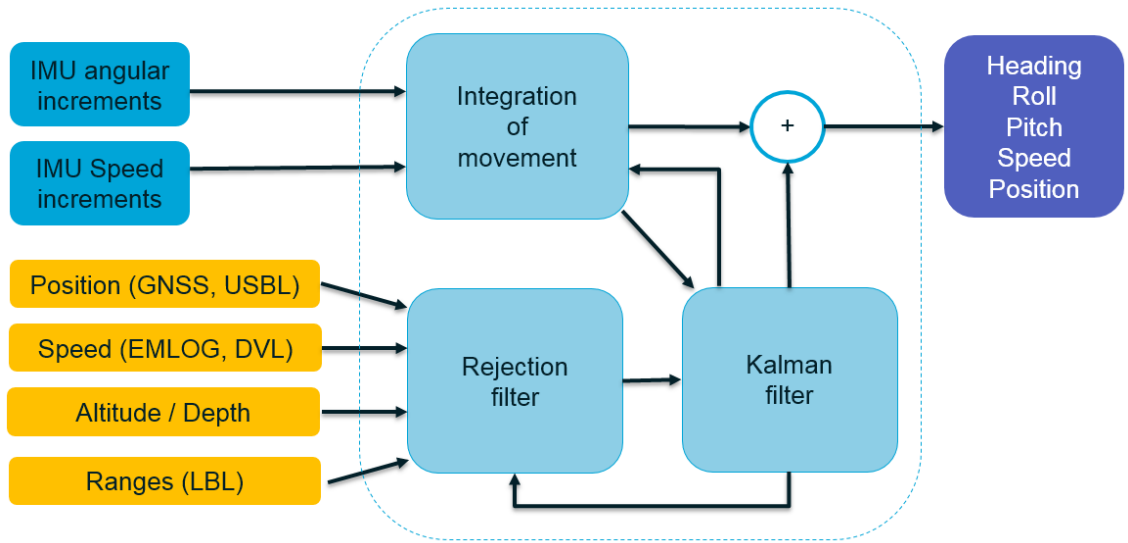 IMU angular
increments
IMU Speed
increments
Position (GNSS, USBL)
Speed (EMLOG, DVL)
Altitude / Depth
Ranges (LBL)
Integration
of
movement
Rejection
filter
Kalman
filter
+
Heading
Roll
Pitch
Speed
Position